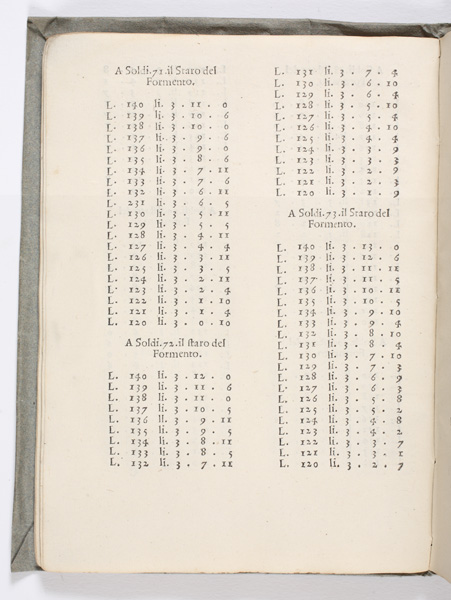 A Soldi.71.il Staro del
Formento.
L. 140 li. 3 . 11 . 0
L. 139 li. 3 . 10 . 6
L. 138 li. 3 . 10 . 0
L. 137 li. 3 . 9 . 6
L. 136 li. 3 . 9 . 0
L. 135 li. 3 . 8 . 6
L. 134 li. 3 . 7 . 11
L. 133 li. 3 . 7 . 6
L. 132 li. 3 . 6 . 11
L. 231 li. 3 . 6 . 5
L. 130 li. 3 . 5 . 11
L. 129 li. 3 . 5 . 5
L. 128 li. 3 . 4 . 11
L. 127 li. 3 . 4 . 4
L. 126 li. 3 . 3 . 11
L. 125 li. 3 . 3 . 5
L. 124 li. 3 . 2 . 11
L. 123 li. 3 . 2 . 4
L. 122 li. 3 . 1 . 10
L. 121 li. 3 . 1 . 4
L. 120 li. 3 . 0 . 10
A Soldi.72.il staro del
Formento.
L. 140 li. 3 . 12 . 0
L. 139 li. 3 . 11 . 6
L. 138 li. 3 . 11 . 0
L. 137 li. 3 . 10 . 5
L. 136 li. 3 . 9 . 11
L. 135 li. 3 . 9 . 5
L. 134 li. 3 . 8 . 11
L. 133 li. 3 . 8 . 5
L. 132 li. 3 . 7 . 11
L. 131 li. 3 . 7 . 4
L. 130 li. 3 . 6 . 10
L. 129 li. 3 . 6 . 4
L. 128 li. 3 . 5 . 10
L. 127 li. 3 . 5 . 4
L. 126 li. 3 . 4 . 10
L. 125 li. 3 . 4 . 4
L. 124 li. 3 . 3 . 9
L. 123 li. 3 . 3 . 3
L. 122 li. 3 . 2 . 9
L. 121 li. 3 . 2 . 3
L. 120 li. 3 . 1 . 9
A Soldi.73.il Staro del
Formento.
L. 140 li. 3 . 13 . 0
L. 139 li. 3 . 12 . 6
L. 138 li. 3 . 11 . 11
L. 137 li. 3 . 11 . 5
L. 136 li. 3 . 10 . 11
L. 135 li. 3 . 10 . 5
L. 134 li. 3 . 9 . 10
L. 133 li. 3 . 9 . 4
L. 132 li. 3 . 8 . 10
L. 131 li. 3 . 8 . 4
L. 130 li. 3 . 7 . 10
L. 129 li. 3 . 7 . 3
L. 128 li. 3 . 6 . 9
L. 127 li. 3 . 6 . 3
L. 126 li. 3 . 5 . 8
L. 125 li. 3 . 5 . 2
L. 124 li. 3 . 4 . 8
L. 123 li. 3 . 4 . 2
L. 122 li. 3 . 3 . 7
L. 121 li. 3 . 3 . 1
L. 120 li. 3 . 2 . 7